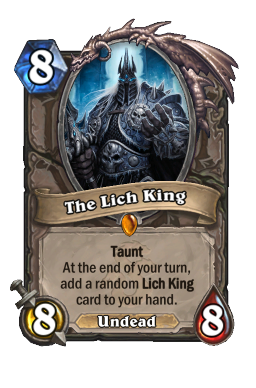 8
The Lich King
Taunt
At the end of your turn,
add a random Lich King
card to your hand.
8 Undead 8